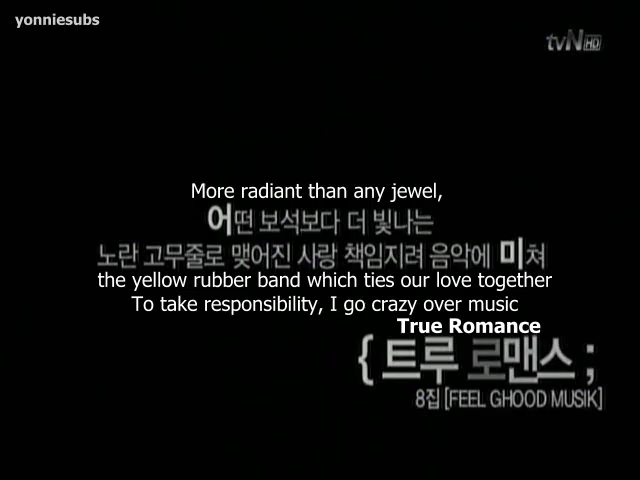 yonniesubs
tvN HD
More radiant than any jewel,
어떤 보석보다 더 빛나는
노란 고무줄로 맺어진 사랑 책임지려 음악에 미쳐
the yellow rubber band which ties our love together
To take responsibility, I go crazy over music
True Romance
{ 트루 로맨스 ;
8집 [FEEL GHOOD MUSIK]